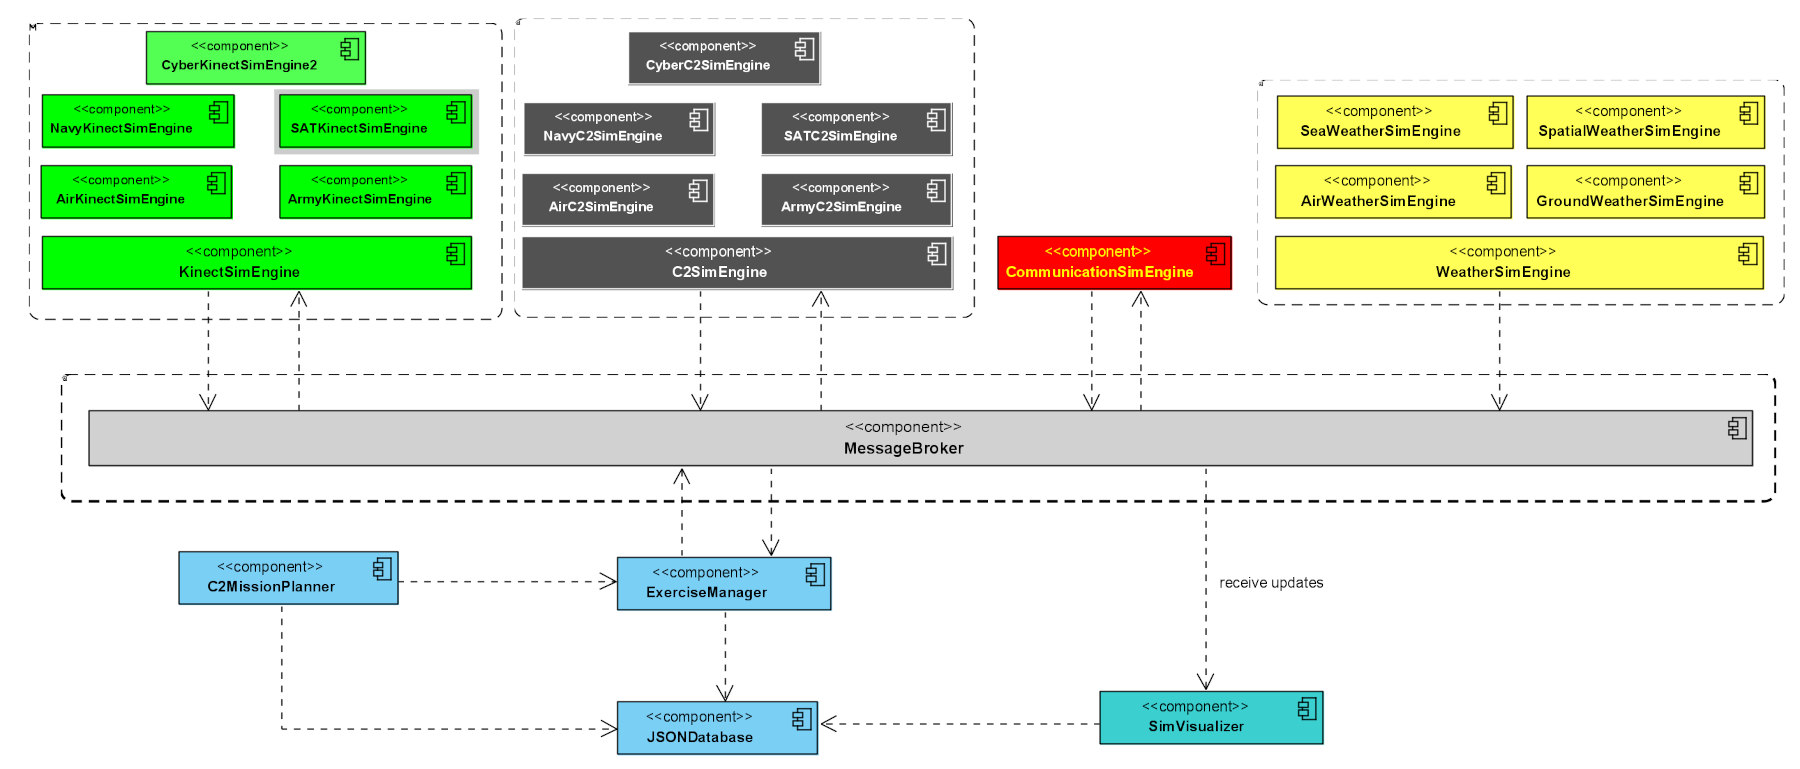 <<component>>
CyberKinectSimEngine2
<<component>>
NavyKinectSimEngine
<<component>>
SATKinectSimEngine
<<component>>
AirKinectSimEngine
<<component>>
ArmyKinectSimEngine
<<component>>
KinectSimEngine
<<component>>
CyberC2SimEngine
<<component>>
NavyC2SimEngine
<<component>>
SATC2SimEngine
<<component>>
AirC2SimEngine
<<component>>
ArmyC2SimEngine
<<component>>
C2SimEngine
<<component>>
CommunicationSimEngine
<<component>>
SeaWeatherSimEngine
<<component>>
SpatialWeatherSimEngine
<<component>>
AirWeatherSimEngine
<<component>>
GroundWeatherSimEngine
<<component>>
WeatherSimEngine
<<component>>
MessageBroker
<<component>>
C2MissionPlanner
<<component>>
ExerciseManager
receive updates
<<component>>
JSONDatabase
<<component>>
SimVisualizer